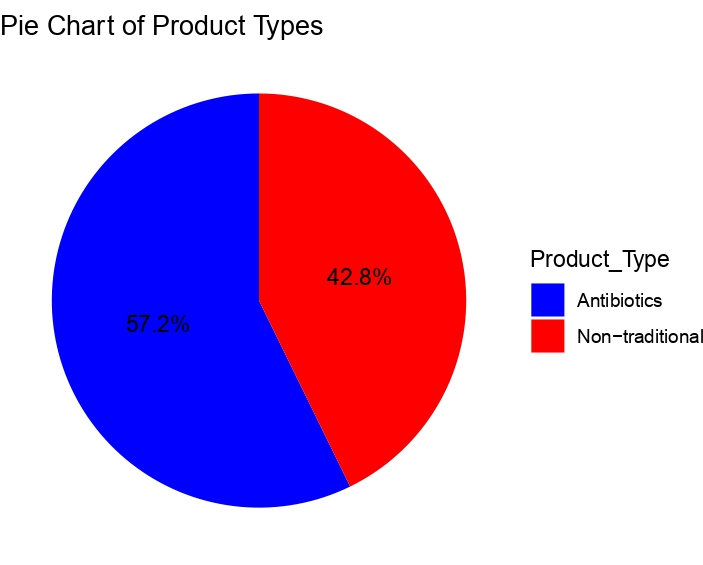 Pie Chart of Product Types
42.8%
57.2%
Product_Type
Antibiotics
Non−traditional